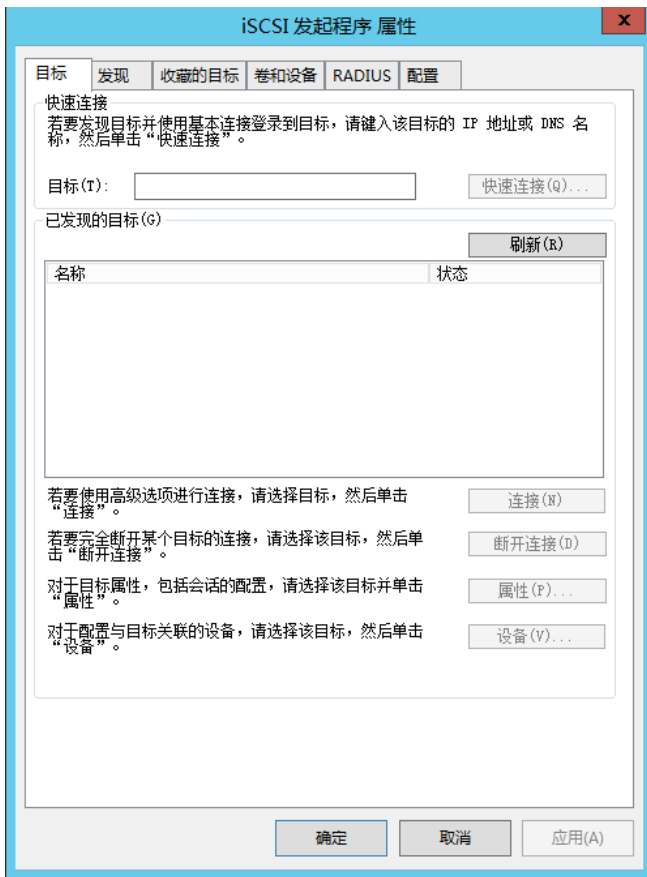 iSCSI 发起程序 属性
x
目标 发现 收藏的目标 卷和设备 RADIUS 配置
快速连接
若要发现目标并使用基本连接登录到目标，请键入该目标的 IP 地址或 DNS 名
称，然后单击“快速连接”。
目标(T): 快速连接(Q)...
已发现的目标(G)
刷新(R)
名称 状态
若要使用高级选项进行连接，请选择目标，然后单击
“连接”。
连接(N)
若要完全断开某个目标的连接，请选择该目标，然后单
击“断开连接”。
断开连接(D)
对于目标属性，包括会话的配置，请选择该目标并单击
“属性”。
属性(P)...
对于配置与目标关联的设备，请选择该目标，然后单击
“设备”。
设备(V)...
确定 取消 应用(A)